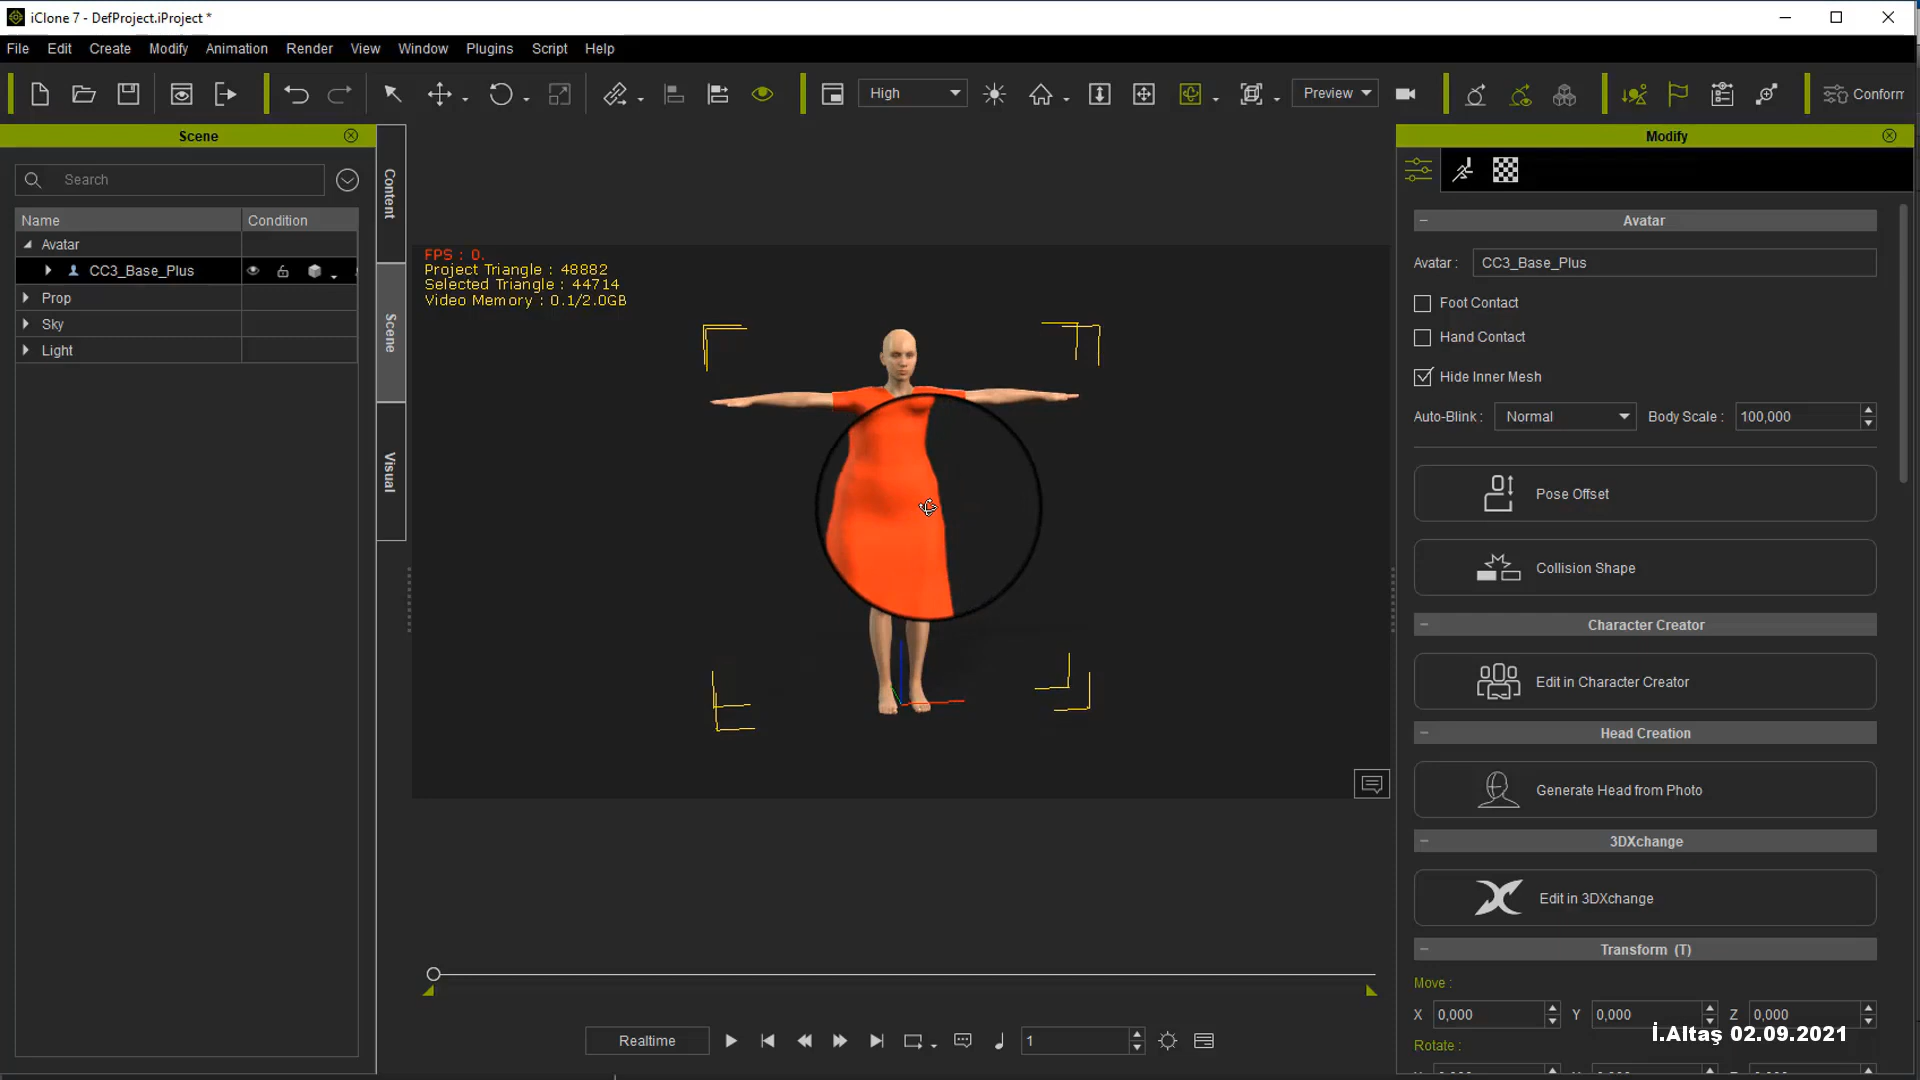 iClone 7 - DefProject.iProject *
File Edit Create Modify Animation Render View Window Plugins Script Help
High Preview Conform
Scene
Search
Name Condition
Avatar
CC3_Base_Plus
Prop
Sky
Light
Content
Scene
Visual
FPS : 0.
Project Triangle : 48882
Selected Triangle : 44714
Video Memory : 0.1/2.0GB
Modify
Avatar
Avatar : CC3_Base_Plus
Foot Contact
Hand Contact
Hide Inner Mesh
Auto-Blink : Normal Body Scale : 100,000
Pose Offset
Collision Shape
Character Creator
Edit in Character Creator
Head Creation
Generate Head from Photo
3DXchange
Edit in 3DXchange
Transform (T)
Move :
X 0,000 Y 0,000 Z 0,000
Rotate :
Realtime 1
İ.Altaş 02.09.2021